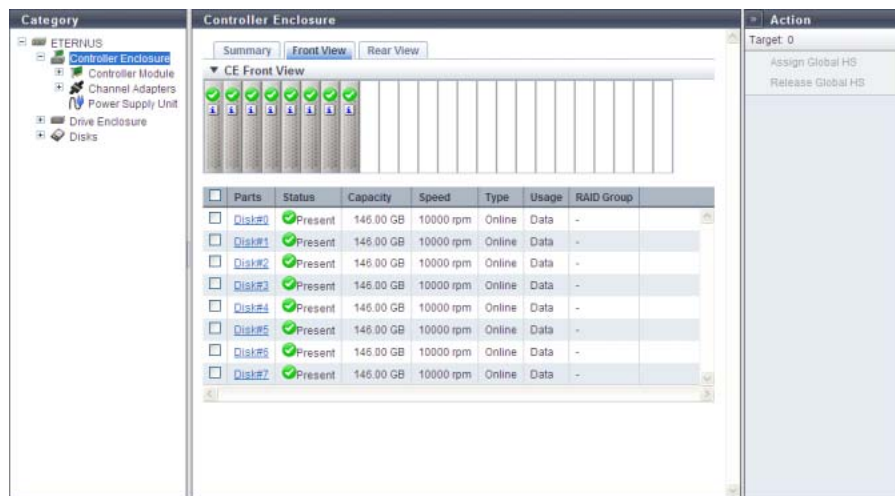 Category
ETERNUS
Controller Enclosure
Controller Module
Channel Adapters
Power Supply Unit
Drive Enclosure
Disks
Controller Enclosure
Summary Front View Rear View
CE Front View
Parts Status Capacity Speed Type Usage RAID Group
Disk#0 Present 146.00 GB 10000 rpm Online Data -
Disk#1 Present 146.00 GB 10000 rpm Online Data -
Disk#2 Present 146.00 GB 10000 rpm Online Data -
Disk#3 Present 146.00 GB 10000 rpm Online Data -
Disk#4 Present 146.00 GB 10000 rpm Online Data -
Disk#5 Present 146.00 GB 10000 rpm Online Data -
Disk#6 Present 146.00 GB 10000 rpm Online Data -
Disk#7 Present 146.00 GB 10000 rpm Online Data -
» Action
Target: 0
Assign Global HS
Release Global HS